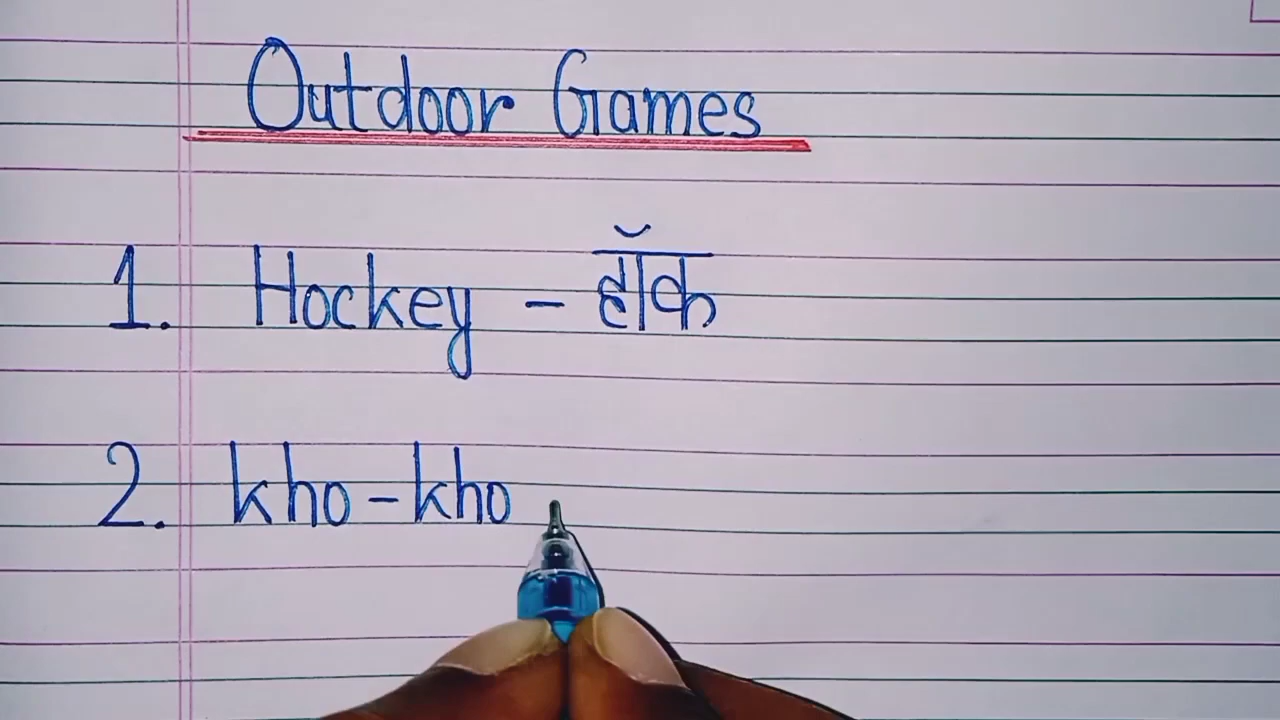 Outdoor Games
1. Hockey - हॉक
2. kho-kho